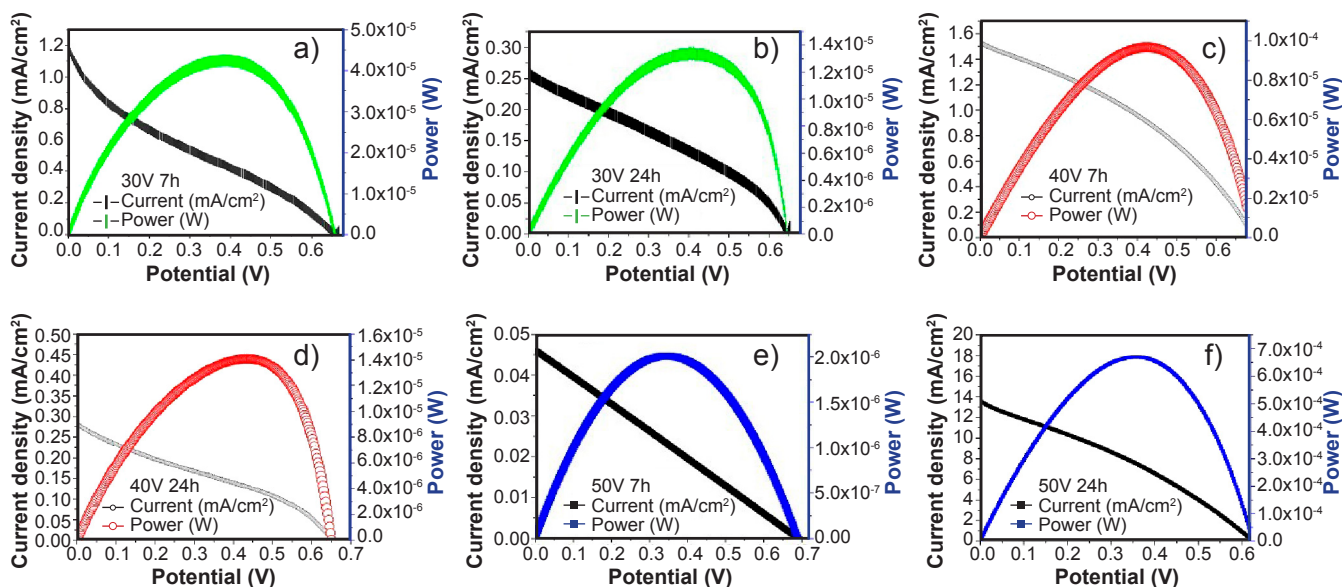 a)
Current density (mA/cm²)
1.2
1.0
0.8
0.6
0.4
0.2
0.0
5.0x10⁻⁵
4.0x10⁻⁵
3.0x10⁻⁵
2.0x10⁻⁵
1.0x10⁻⁵
0.0
Power (W)
30V 7h
Current (mA/cm²)
Power (W)
0.0 0.1 0.2 0.3 0.4 0.5 0.6
Potential (V)
b)
Current density (mA/cm²)
0.30
0.25
0.20
0.15
0.10
0.05
0.00
1.4x10⁻⁵
1.2x10⁻⁵
1.0x10⁻⁵
8.0x10⁻⁶
6.0x10⁻⁶
4.0x10⁻⁶
2.0x10⁻⁶
0.0
Power (W)
30V 24h
Current (mA/cm²)
Power (W)
0.0 0.1 0.2 0.3 0.4 0.5 0.6
Potential (V)
c)
Current density (mA/cm²)
1.6
1.4
1.2
1.0
0.8
0.6
0.4
0.2
0.0
1.0x10⁻⁴
8.0x10⁻⁵
6.0x10⁻⁵
4.0x10⁻⁵
2.0x10⁻⁵
0.0
Power (W)
40V 7h
Current (mA/cm²)
Power (W)
0.0 0.1 0.2 0.3 0.4 0.5 0.6
Potential (V)
d)
Current density (mA/cm²)
0.50
0.45
0.40
0.35
0.30
0.25
0.20
0.15
0.10
0.05
0.00
1.6x10⁻⁵
1.4x10⁻⁵
1.2x10⁻⁵
1.0x10⁻⁵
8.0x10⁻⁶
6.0x10⁻⁶
4.0x10⁻⁶
2.0x10⁻⁶
0.0
Power (W)
40V 24h
Current (mA/cm²)
Power (W)
0.0 0.1 0.2 0.3 0.4 0.5 0.6 0.7
Potential (V)
e)
Current density (mA/cm²)
0.05
0.04
0.03
0.02
0.01
0.00
2.0x10⁻⁶
1.5x10⁻⁶
1.0x10⁻⁶
5.0x10⁻⁷
0.00
Power (W)
50V 7h
Current (mA/cm²)
Power (W)
0.0 0.1 0.2 0.3 0.4 0.5 0.6 0.7
Potential (V)
f)
Current density (mA/cm²)
20
18
16
14
12
10
8
6
4
2
0
7.0x10⁻⁴
6.0x10⁻⁴
5.0x10⁻⁴
4.0x10⁻⁴
3.0x10⁻⁴
2.0x10⁻⁴
1.0x10⁻⁴
0.0
Power (W)
50V 24h
Current (mA/cm²)
Power (W)
0.0 0.1 0.2 0.3 0.4 0.5 0.6
Potential (V)